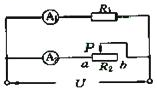 A₁ R₁
P
A₂ a R₂ b
U